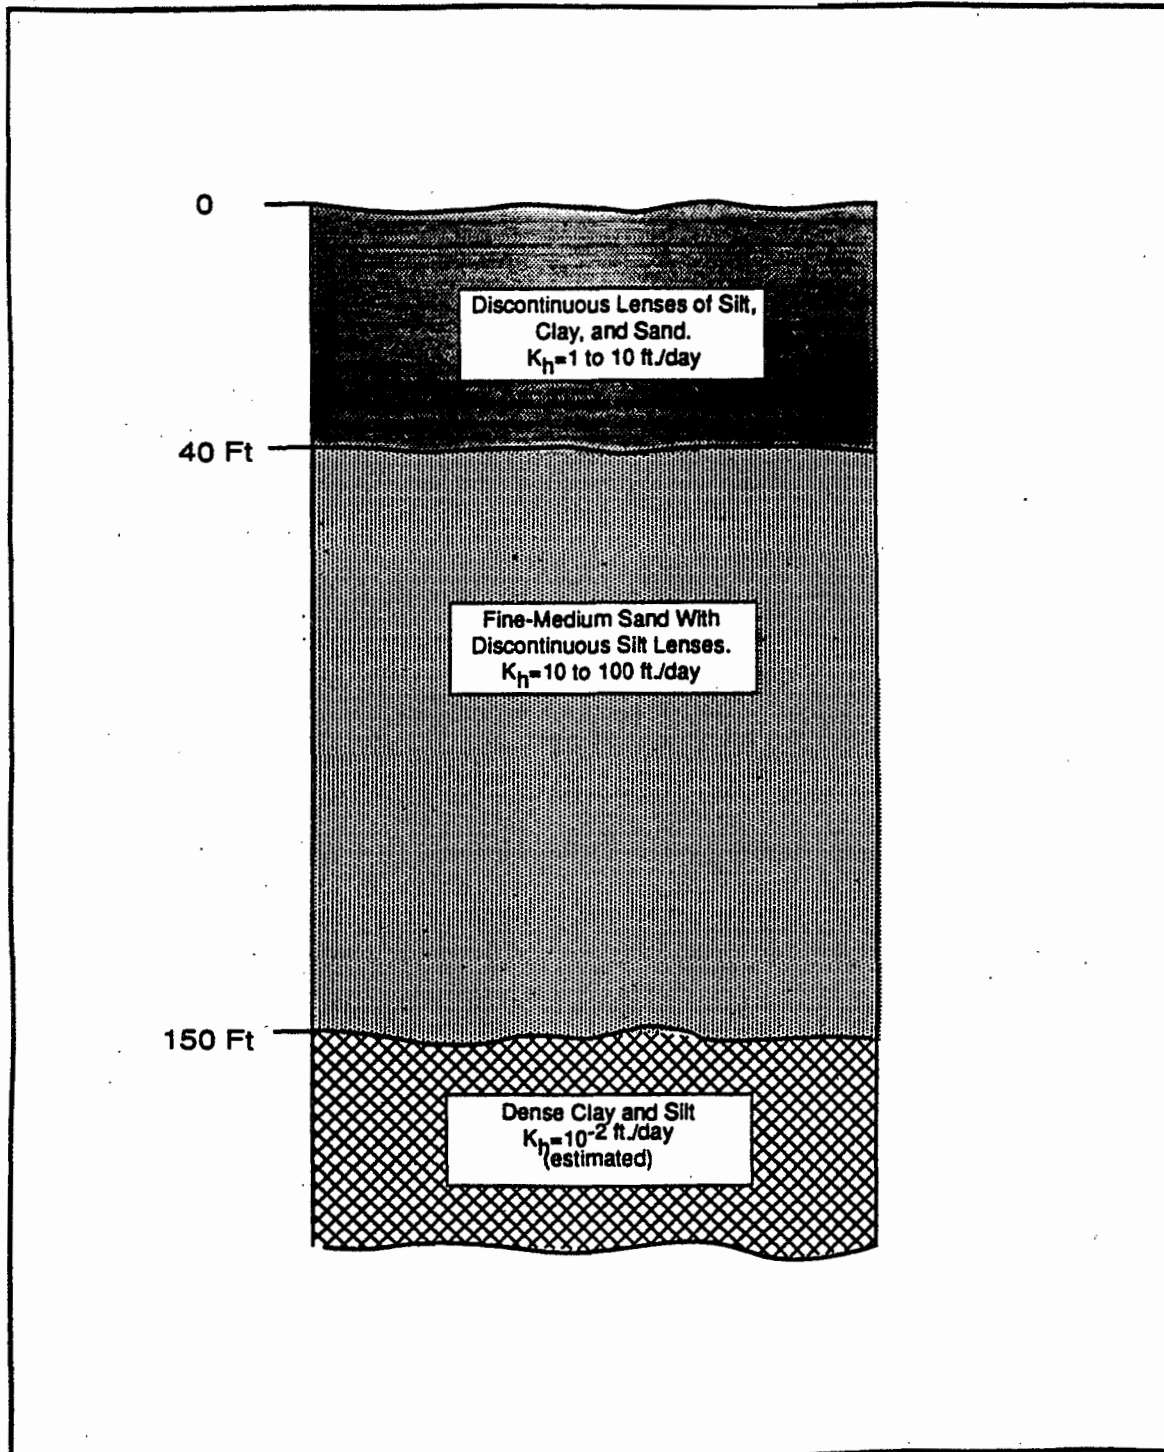 0
Discontinuous Lenses of Silt,
Clay, and Sand.
Kh=1 to 10 ft./day
40 Ft
Fine-Medium Sand With
Discontinuous Silt Lenses.
Kh=10 to 100 ft./day
150 Ft
Dense Clay and Silt
Kh=10-2 ft./day
(estimated)